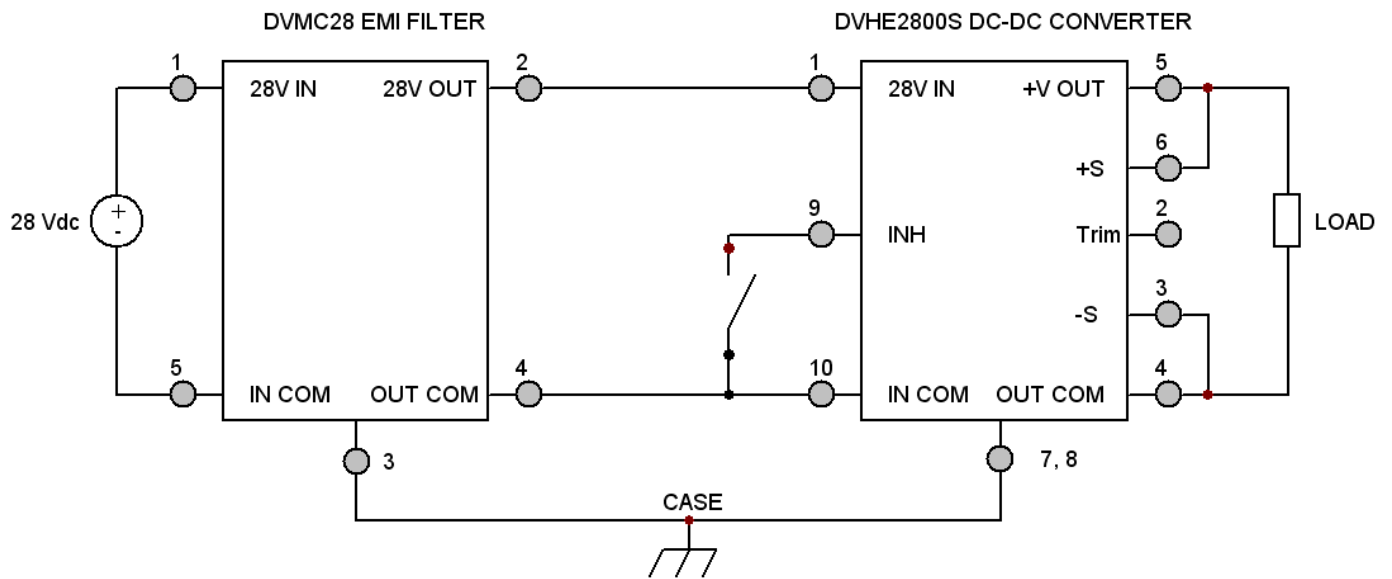 DVMC28 EMI FILTER
DVHE2800S DC-DC CONVERTER
1
2
1
5
28V IN
28V OUT
28V IN
+V OUT
6
+S
28 Vdc
+
-
9
INH
2
Trim
LOAD
3
-S
5
4
10
4
IN COM
OUT COM
IN COM
OUT COM
3
7, 8
CASE